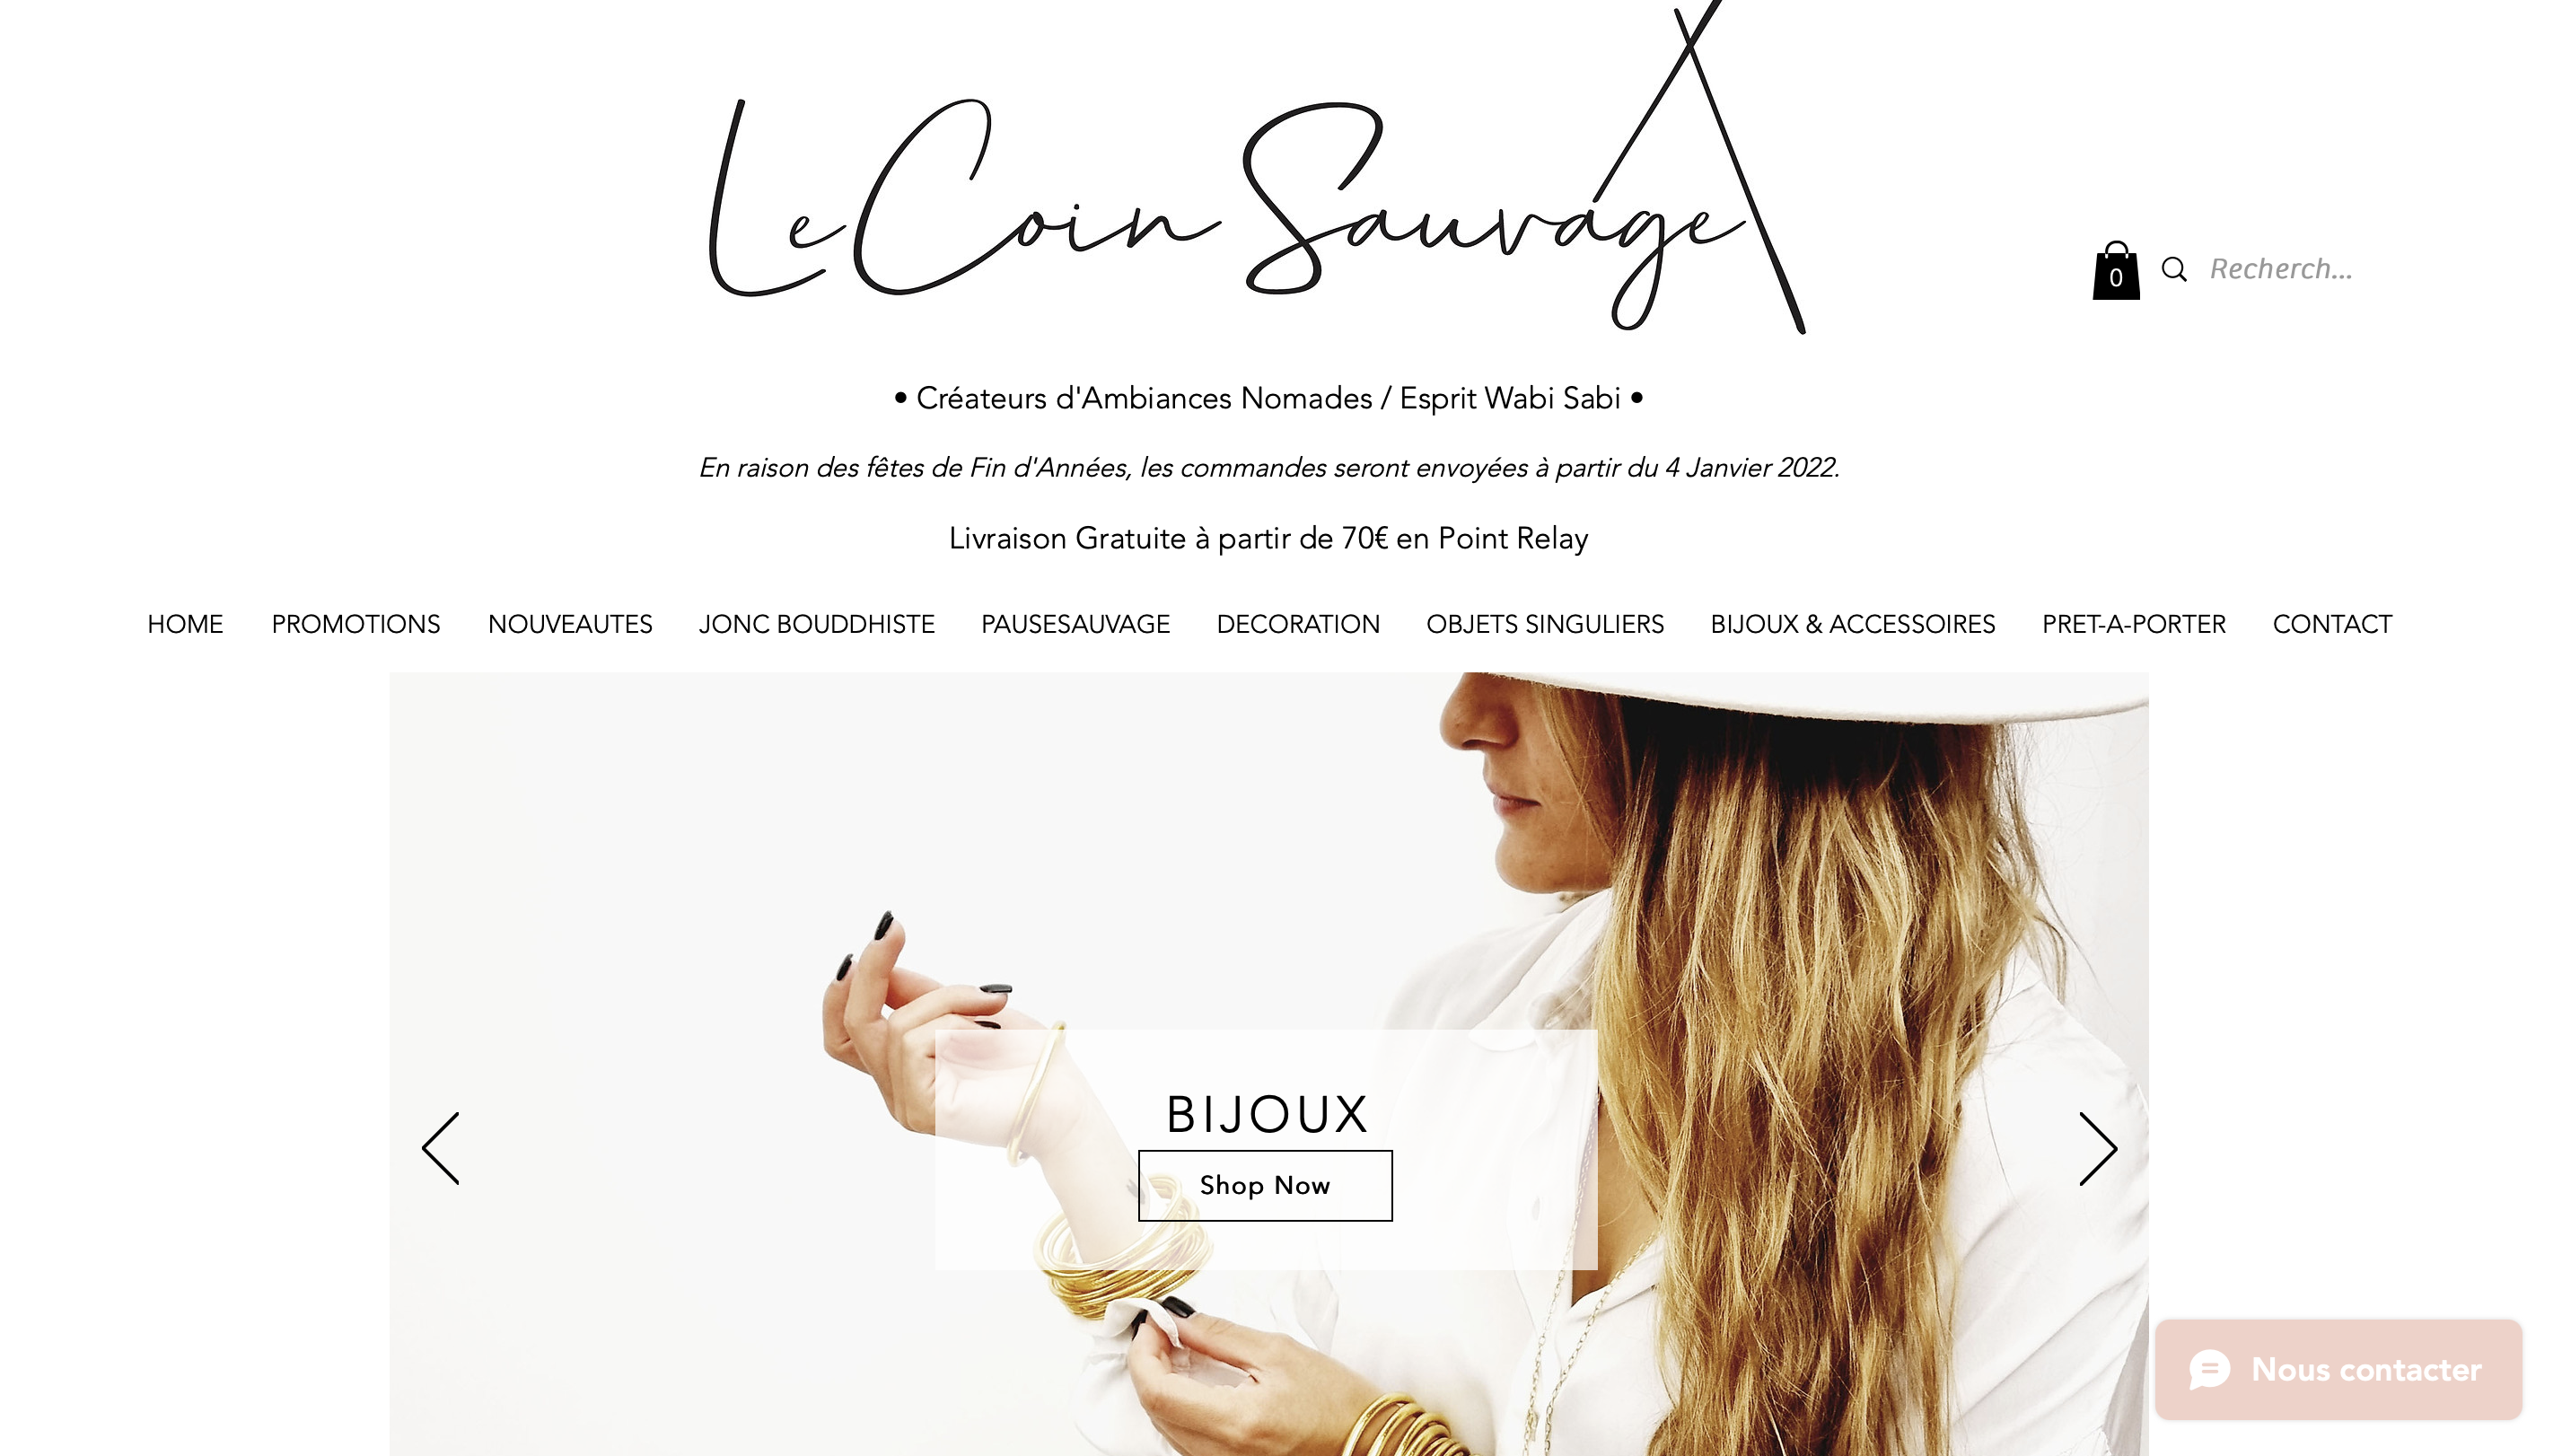 Le Coin Sauvage
0
Recherch...
• Créateurs d'Ambiances Nomades / Esprit Wabi Sabi •
En raison des fêtes de Fin d'Années, les commandes seront envoyées à partir du 4 Janvier 2022.
Livraison Gratuite à partir de 70€ en Point Relay
HOME PROMOTIONS NOUVEAUTES JONC BOUDDHISTE PAUSESAUVAGE DECORATION OBJETS SINGULIERS BIJOUX & ACCESSOIRES PRET-A-PORTER CONTACT
BIJOUX
Shop Now
Nous contacter